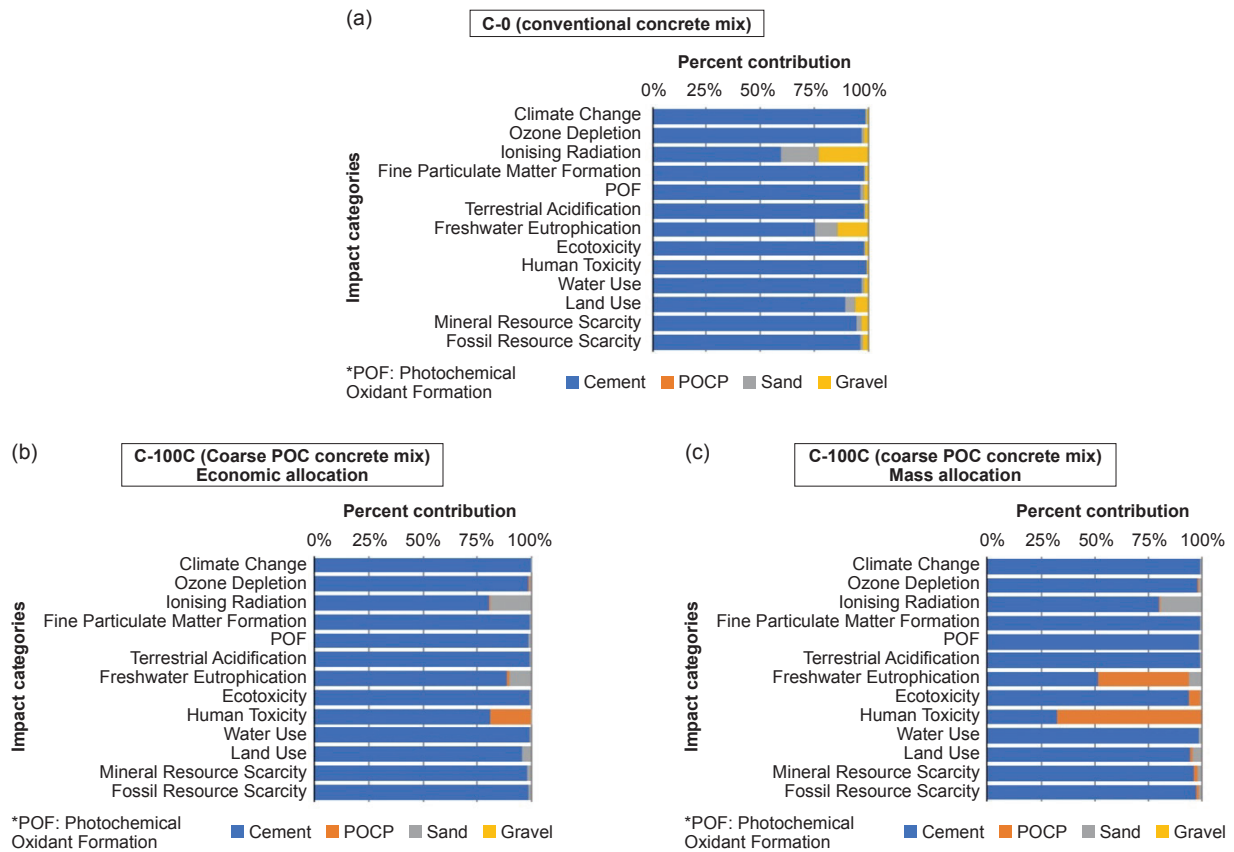 (a)
C-0 (conventional concrete mix)
Percent contribution
0% 25% 50% 75% 100%
Impact categories
Climate Change
Ozone Depletion
Ionising Radiation
Fine Particulate Matter Formation
POF
Terrestrial Acidification
Freshwater Eutrophication
Ecotoxicity
Human Toxicity
Water Use
Land Use
Mineral Resource Scarcity
Fossil Resource Scarcity
*POF: Photochemical
Oxidant Formation
Cement POCP Sand Gravel
(b)
C-100C (Coarse POC concrete mix)
Economic allocation
Percent contribution
0% 25% 50% 75% 100%
Impact categories
Climate Change
Ozone Depletion
Ionising Radiation
Fine Particulate Matter Formation
POF
Terrestrial Acidification
Freshwater Eutrophication
Ecotoxicity
Human Toxicity
Water Use
Land Use
Mineral Resource Scarcity
Fossil Resource Scarcity
*POF: Photochemical
Oxidant Formation
Cement POCP Sand Gravel
(c)
C-100C (coarse POC concrete mix)
Mass allocation
Percent contribution
0% 25% 50% 75% 100%
Impact categories
Climate Change
Ozone Depletion
Ionising Radiation
Fine Particulate Matter Formation
POF
Terrestrial Acidification
Freshwater Eutrophication
Ecotoxicity
Human Toxicity
Water Use
Land Use
Mineral Resource Scarcity
Fossil Resource Scarcity
*POF: Photochemical
Oxidant Formation
Cement POCP Sand Gravel